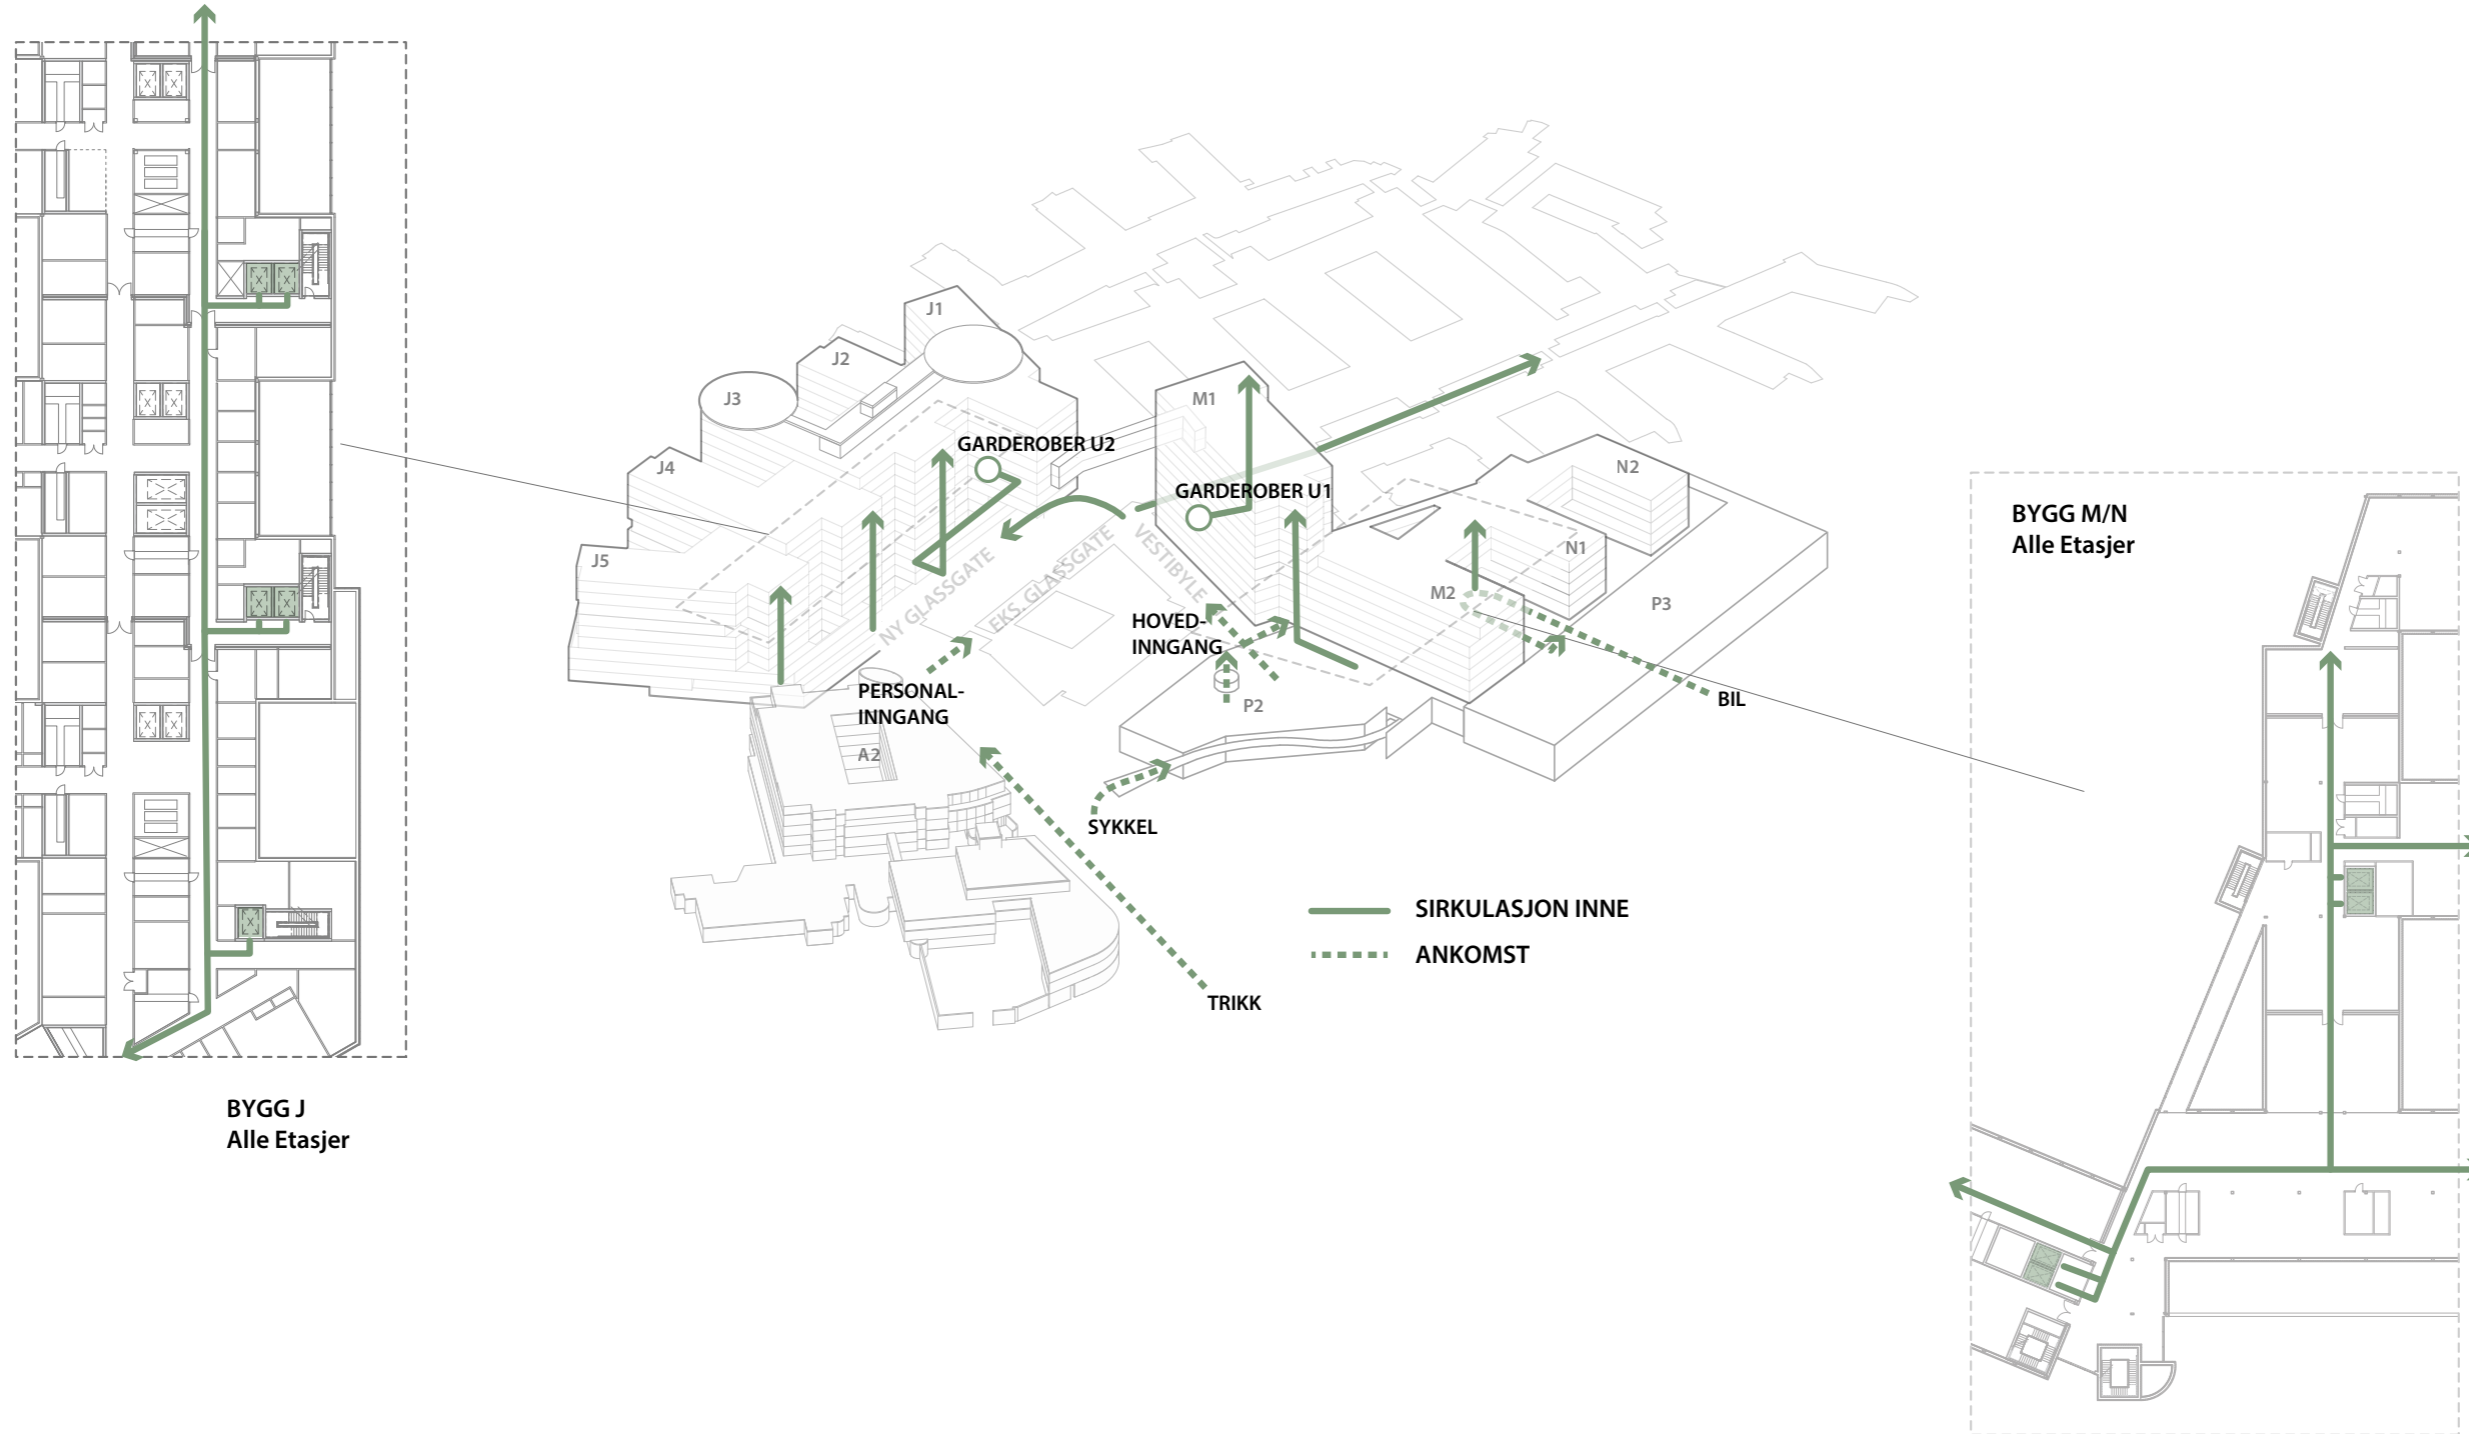 J1
J2
J3
M1
GARDEROBER U2
J4
N2
GARDEROBER U1
BYGG M/N
Alle Etasjer
J5
N1
NY GLASSGATE
EKS. GLASSGATE
VESTIBYLE
M2
P3
HOVED-
INNGANG
PERSONAL-
INNGANG
P2
BIL
A2
SYKKEL
SIRKULASJON INNE
ANKOMST
TRIKK
BYGG J
Alle Etasjer